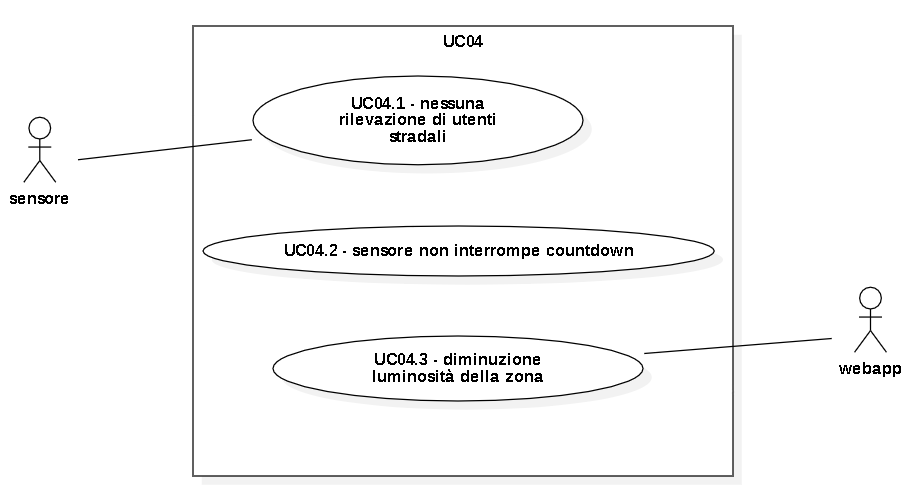 UC04
UC04.1 - nessuna
rilevazione di utenti
stradali
sensore
UC04.2 - sensore non interrompe countdown
UC04.3 - diminuzione
luminosità della zona
webapp